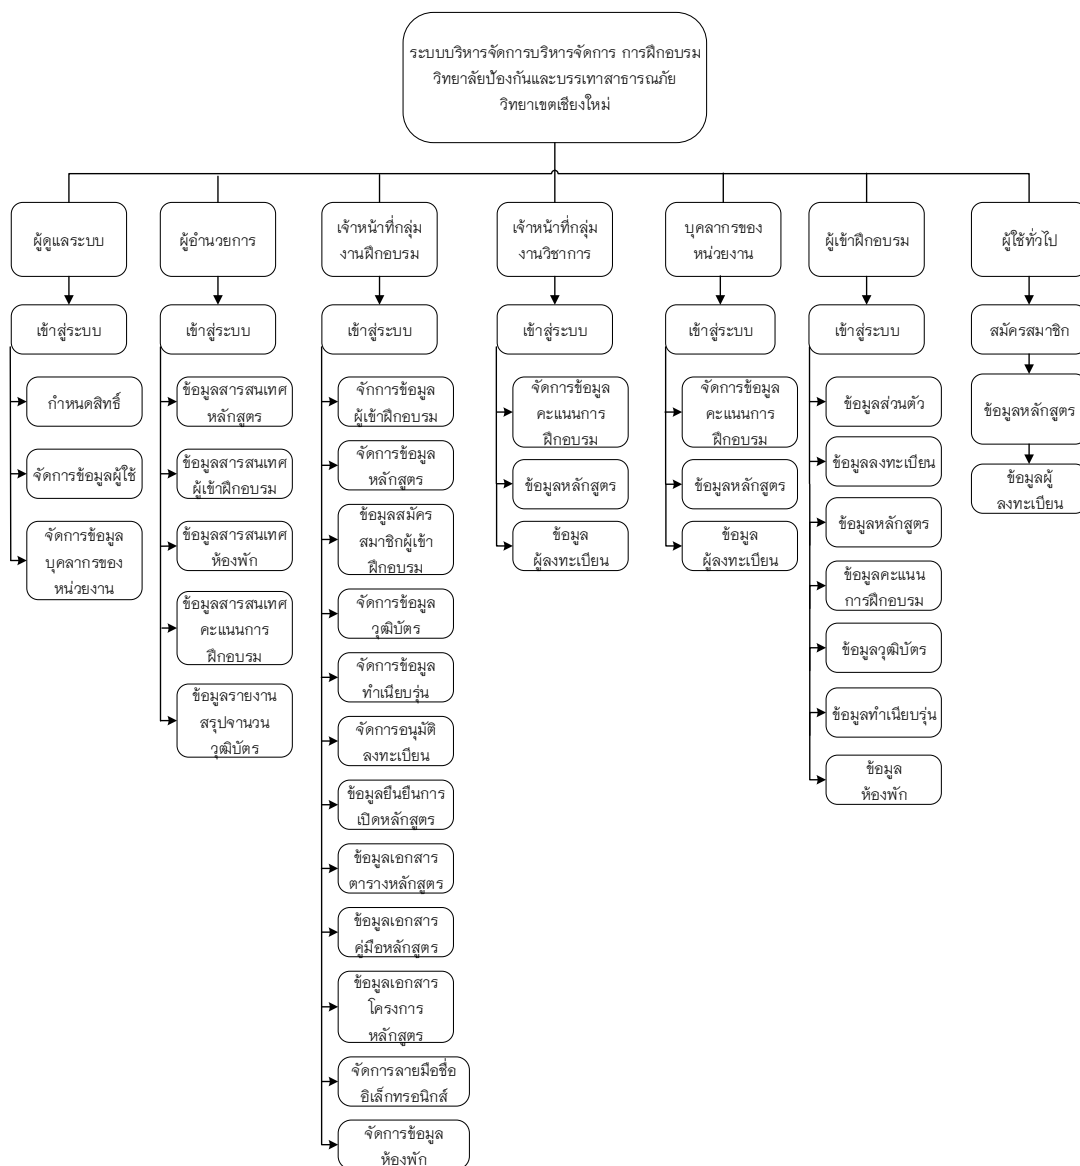 ระบบบริหารจัดการบริหารจัดการ การฝึกอบรม
วิทยาลัยป้องกันและบรรเทาสาธารณภัย
วิทยาเขตเชียงใหม่
ผู้ดูแลระบบ
เข้าสู่ระบบ
กำหนดสิทธิ์
จัดการข้อมูลผู้ใช้
จัดการข้อมูล
บุคลากรของ
หน่วยงาน
ผู้อำนวยการ
เข้าสู่ระบบ
ข้อมูลสารสนเทศ
หลักสูตร
ข้อมูลสารสนเทศ
ผู้เข้าฝึกอบรม
ข้อมูลสารสนเทศ
ห้องพัก
ข้อมูลสารสนเทศ
คะแนนการ
ฝึกอบรม
ข้อมูลรายงาน
สรุปจำนวน
วุฒิบัตร
เจ้าหน้าที่กลุ่ม
งานฝึกอบรม
เข้าสู่ระบบ
จักการข้อมูล
ผู้เข้าฝึกอบรม
จัดการข้อมูล
หลักสูตร
ข้อมูลสมัคร
สมาชิกผู้เข้า
ฝึกอบรม
จัดการข้อมูล
วุฒิบัตร
จัดการข้อมูล
ทำเนียบรุ่น
จัดการอนุมัติ
ลงทะเบียน
ข้อมูลยืนยืนการ
เปิดหลักสูตร
ข้อมูลเอกสาร
ตารางหลักสูตร
ข้อมูลเอกสาร
คู่มือหลักสูตร
ข้อมูลเอกสาร
โครงการ
หลักสูตร
จัดการลายมือชื่อ
อิเล็กทรอนิกส์
จัดการข้อมูล
ห้องพัก
เจ้าหน้าที่กลุ่ม
งานวิชาการ
เข้าสู่ระบบ
จัดการข้อมูล
คะแนนการ
ฝึกอบรม
ข้อมูลหลักสูตร
ข้อมูล
ผู้ลงทะเบียน
บุคลากรของ
หน่วยงาน
เข้าสู่ระบบ
จัดการข้อมูล
คะแนนการ
ฝึกอบรม
ข้อมูลหลักสูตร
ข้อมูล
ผู้ลงทะเบียน
ผู้เข้าฝึกอบรม
เข้าสู่ระบบ
ข้อมูลส่วนตัว
ข้อมูลลงทะเบียน
ข้อมูลหลักสูตร
ข้อมูลคะแนน
การฝึกอบรม
ข้อมูลวุฒิบัตร
ข้อมูลทำเนียบรุ่น
ข้อมูล
ห้องพัก
ผู้ใช้ทั่วไป
สมัครสมาชิก
ข้อมูลหลักสูตร
ข้อมูลผู้
ลงทะเบียน